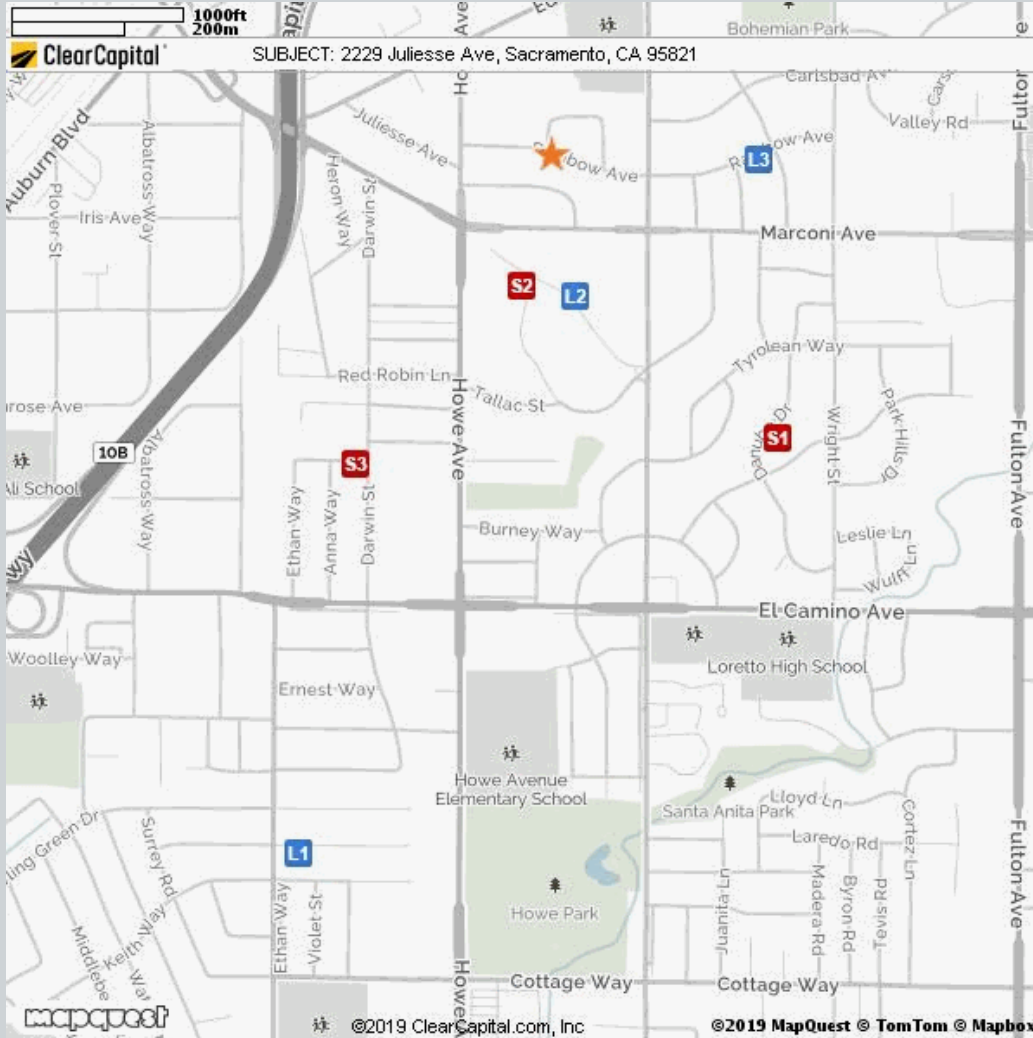 1000ft
200m
ClearCapital
SUBJECT: 2229 Juliesse Ave, Sacramento, CA 95821
Bohemian Park
Carlsbad Av
Valley Rd
Auburn Blvd
Albatross Way
Juliesse Ave
Rainbow Ave
L3
Plover St
Iris Ave
Heron Way
Darwin St
Marconi Ave
S2
L2
Tyrolean Way
Red Robin Ln
Tallac St
Howe Ave
Park Hills Dr
Wright St
S1
10B
S3
Ali School
Albatross Way
Ethan Way
Anna Way
Darwin St
Fulton Ave
Burney Way
Leslie Ln
Wulff Ln
El Camino Ave
Woolley Way
Loretto High School
Ernest Way
Howe Avenue
Elementary School
Santa Anita Park
Lloyd Ln
Laredo Rd
Cortez Ln
Surrey Rd
L1
Fulton Ave
Juanita Ln
Madera Rd
Byron Rd
Tevis Rd
Keith Way
Ethan Way
Violet St
Howe Park
Howe
Cottage Way
Cottage Way
mapquest
©2019 ClearCapital.com, Inc
©2019 MapQuest © TomTom © Mapbox